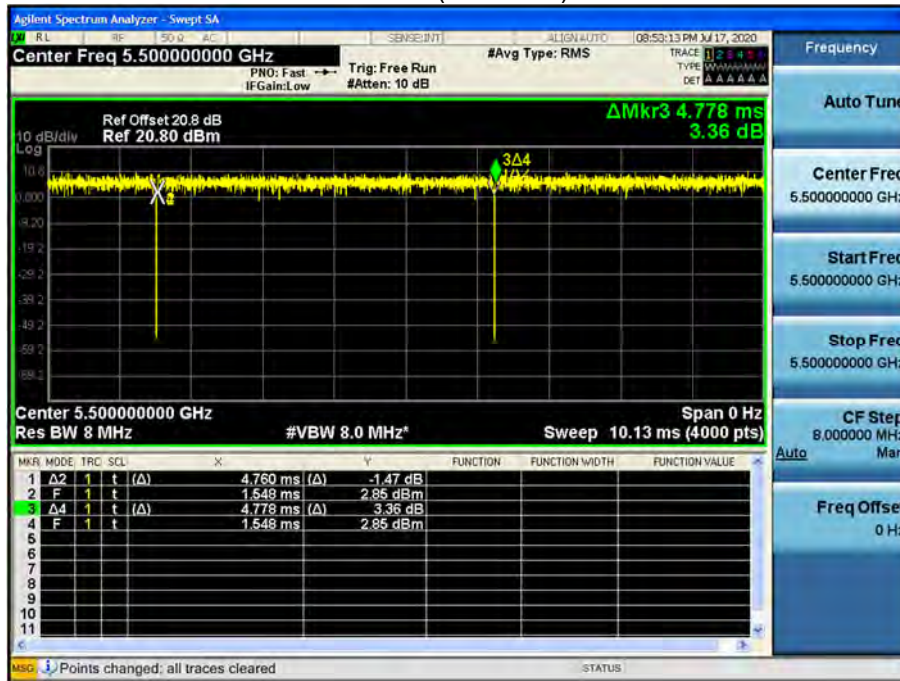 Agilent Spectrum Analyzer - Swept SA
RL RF 50 Ω AC SENSE:INT ALIGN AUTO 08:53:13 PM Jul 17, 2020
Center Freq 5.500000000 GHz
PNO: Fast
IFGain:Low
Trig: Free Run
#Atten: 10 dB
#Avg Type: RMS
TRACE 1 2 3 4 5 6
TYPE
DET A A A A A A
ΔMkr3 4.778 ms
3.36 dB
Ref Offset 20.8 dB
10 dB/div Ref 20.80 dBm
Log
10.8
0.800
-9.20
-19.2
-29.2
-39.2
-49.2
-59.2
-69.2
3Δ4
Center 5.500000000 GHz Span 0 Hz
Res BW 8 MHz #VBW 8.0 MHz* Sweep 10.13 ms (4000 pts)
MKR MODE TRC SCL X Y FUNCTION FUNCTION WIDTH FUNCTION VALUE
1 Δ2 1 t (Δ) 4.760 ms (Δ) -1.47 dB
2 F 1 t 1.548 ms 2.85 dBm
3 Δ4 1 t (Δ) 4.778 ms (Δ) 3.36 dB
4 F 1 t 1.548 ms 2.85 dBm
5
6
7
8
9
10
11
MSG Points changed; all traces cleared STATUS
Frequency
Auto Tune
Center Freq
5.500000000 GHz
Start Freq
5.500000000 GHz
Stop Freq
5.500000000 GHz
CF Step
8.000000 MHz
Auto Man
Freq Offset
0 Hz